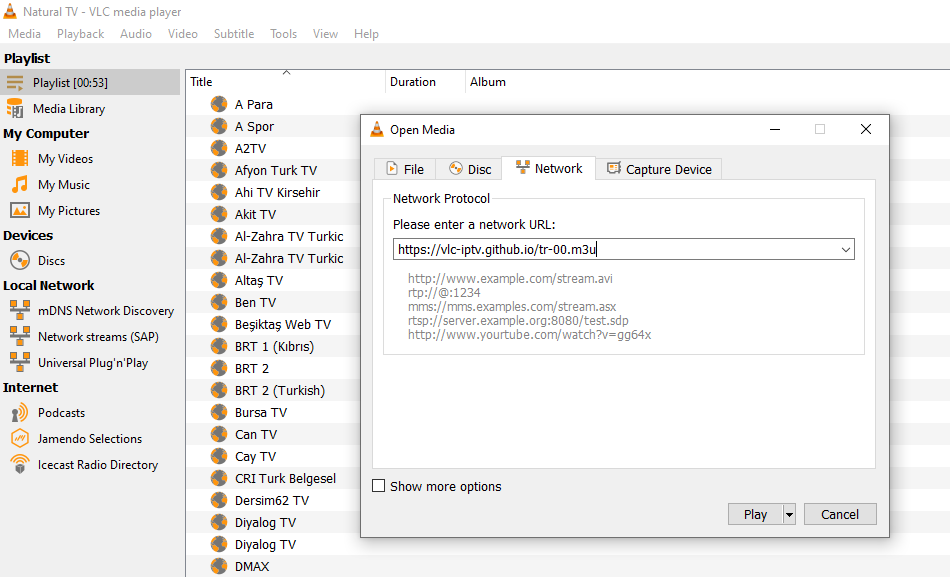 Natural TV - VLC media player
Media Playback Audio Video Subtitle Tools View Help
Playlist
Playlist [00:53]
Media Library
My Computer
My Videos
My Music
My Pictures
Devices
Discs
Local Network
mDNS Network Discovery
Network streams (SAP)
Universal Plug'n'Play
Internet
Podcasts
Jamendo Selections
Icecast Radio Directory
Title Duration Album
A Para
A Spor
A2TV
Afyon Turk TV
Ahi TV Kirsehir
Akit TV
Al-Zahra TV Turkic
Al-Zahra TV Turkic
Altaş TV
Ben TV
Beşiktaş Web TV
BRT 1 (Kıbrıs)
BRT 2
BRT 2 (Turkish)
Bursa TV
Can TV
Cay TV
CRI Turk Belgesel
Dersim62 TV
Diyalog TV
Diyalog TV
DMAX
Open Media
File Disc Network Capture Device
Network Protocol
Please enter a network URL:
https://vlc-iptv.github.io/tr-00.m3u
http://www.example.com/stream.avi
rtp://@:1234
mms://mms.examples.com/stream.asx
rtsp://server.example.org:8080/test.sdp
http://www.yourtube.com/watch?v=gg64x
Show more options
Play Cancel